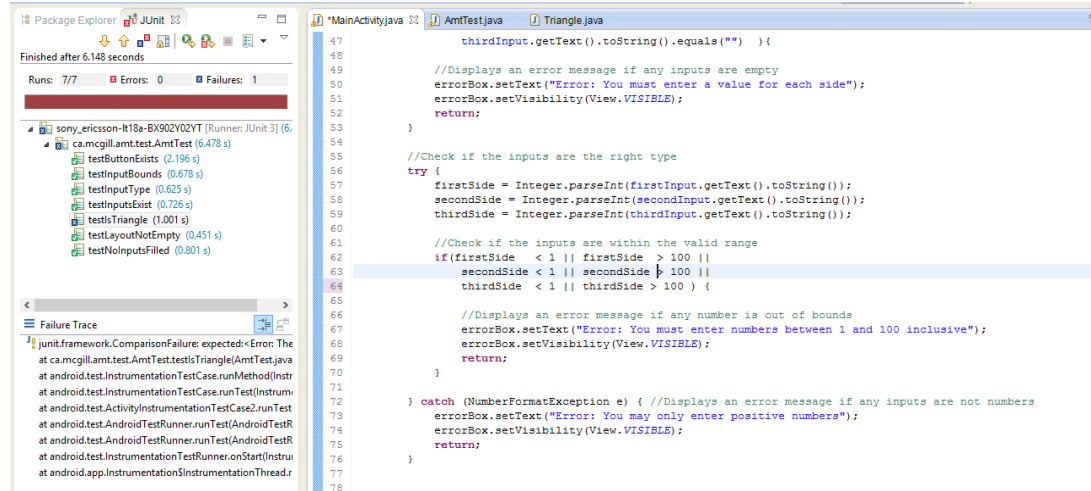 Package Explorer JUnit
Finished after 6.148 seconds
Runs: 7/7 Errors: 0 Failures: 1
sony_ericsson-lt18a-BX902Y02YT [Runner: JUnit 3] (6.
ca.mcgill.amt.test.AmtTest (6.478 s)
testButtonExists (2.196 s)
testInputBounds (0.678 s)
testInputType (0.625 s)
testInputsExist (0.726 s)
testIsTriangle (1.001 s)
testLayoutNotEmpty (0.451 s)
testNoInputsFilled (0.801 s)
Failure Trace
junit.framework.ComparisonFailure: expected:<Error: The
at ca.mcgill.amt.test.AmtTest.testIsTriangle(AmtTest.java
at android.test.InstrumentationTestCase.runMethod(Instr
at android.test.InstrumentationTestCase.runTest(Instrum
at android.test.ActivityInstrumentationTestCase2.runTest
at android.test.AndroidTestRunner.runTest(AndroidTestR
at android.test.AndroidTestRunner.runTest(AndroidTestR
at android.test.InstrumentationTestRunner.onStart(Instru
at android.app.Instrumentation$InstrumentationThread.r
*MainActivity.java AmtTest.java Triangle.java
47 thirdInput.getText().toString().equals("") ){
48
49 //Displays an error message if any inputs are empty
50 errorBox.setText("Error: You must enter a value for each side");
51 errorBox.setVisibility(View.VISIBLE);
52 return;
53 }
54
55 //Check if the inputs are the right type
56 try {
57 firstSide = Integer.parseInt(firstInput.getText().toString());
58 secondSide = Integer.parseInt(secondInput.getText().toString());
59 thirdSide = Integer.parseInt(thirdInput.getText().toString());
60
61 //Check if the inputs are within the valid range
62 if(firstSide < 1 || firstSide > 100 ||
63 secondSide < 1 || secondSide > 100 ||
64 thirdSide < 1 || thirdSide > 100 ) {
65
66 //Displays an error message if any number is out of bounds
67 errorBox.setText("Error: You must enter numbers between 1 and 100 inclusive");
68 errorBox.setVisibility(View.VISIBLE);
69 return;
70 }
71
72 } catch (NumberFormatException e) { //Displays an error message if any inputs are not numbers
73 errorBox.setText("Error: You may only enter positive numbers");
74 errorBox.setVisibility(View.VISIBLE);
75 return;
76 }
77
78